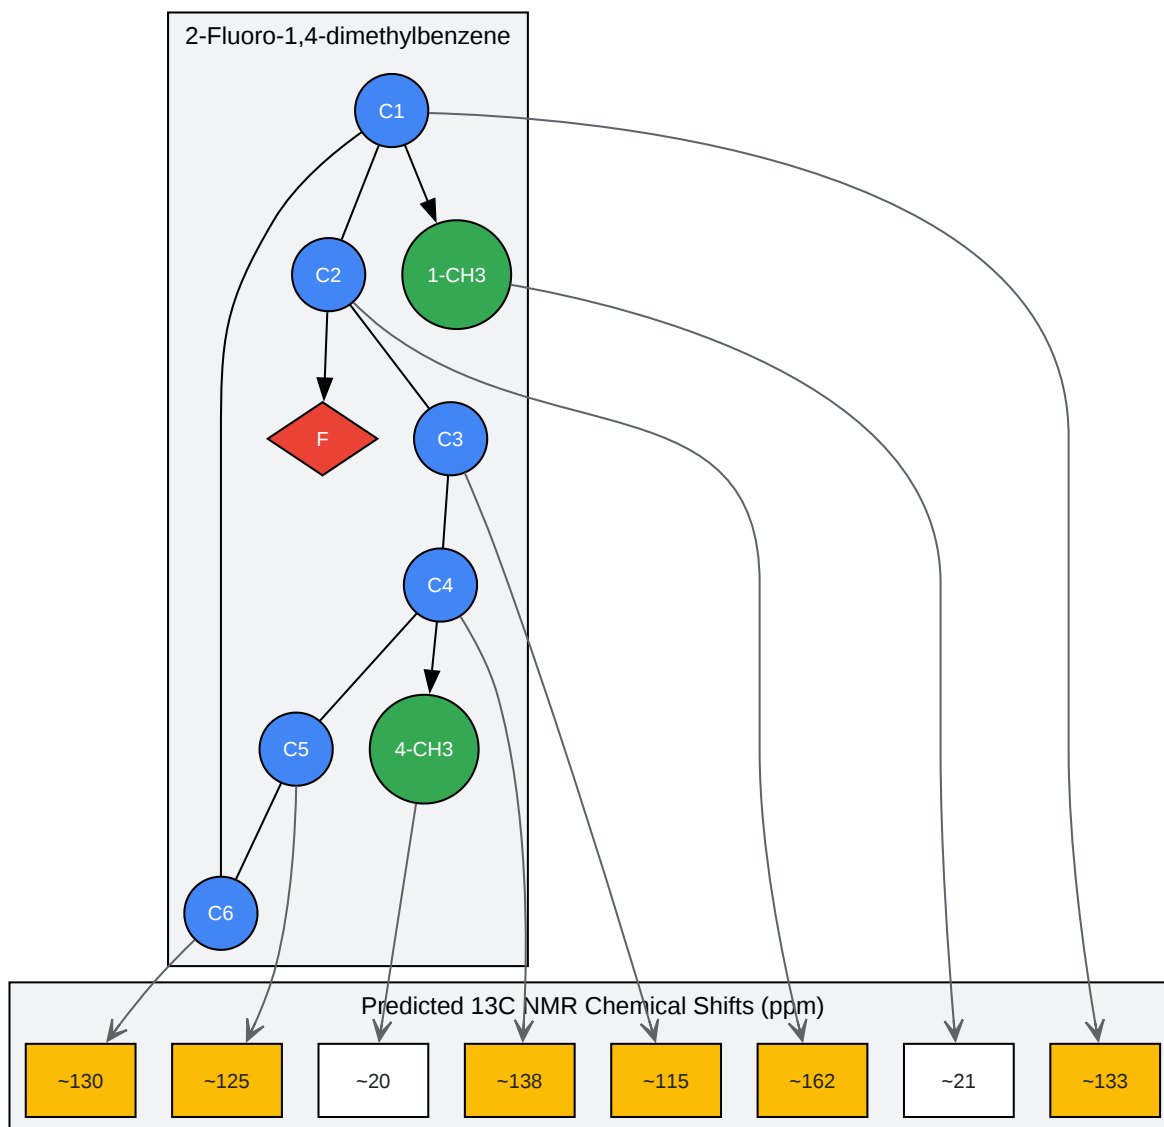 2-Fluoro-1,4-dimethylbenzene
C1
C2
1-CH3
F
C3
C4
C5
4-CH3
C6
Predicted 13C NMR Chemical Shifts (ppm)
~130
~125
~20
~138
~115
~162
~21
~133